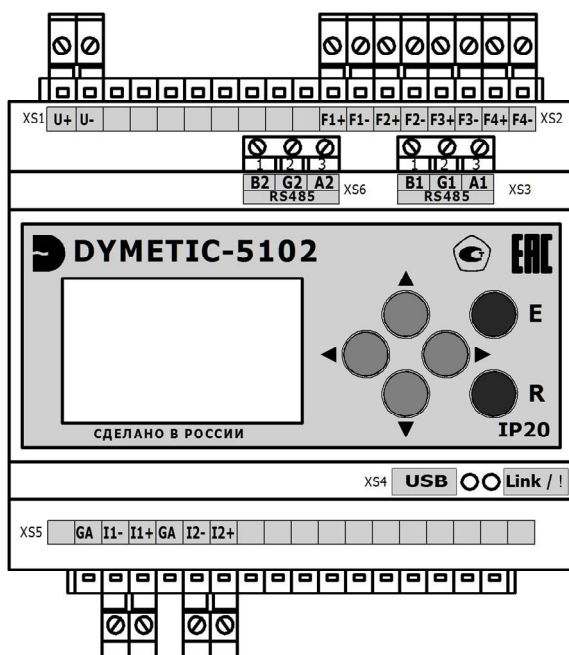 XS1 U+ U- F1+ F1- F2+ F2- F3+ F3- F4+ F4- XS2
1 2 3 1 2 3
B2 G2 A2 XS6 B1 G1 A1 XS3
RS485 RS485
DYMETIC-5102 EAC
E
R
СДЕЛАНО В РОССИИ IP20
XS4 USB Link / !
XS5 GA I1- I1+ GA I2- I2+